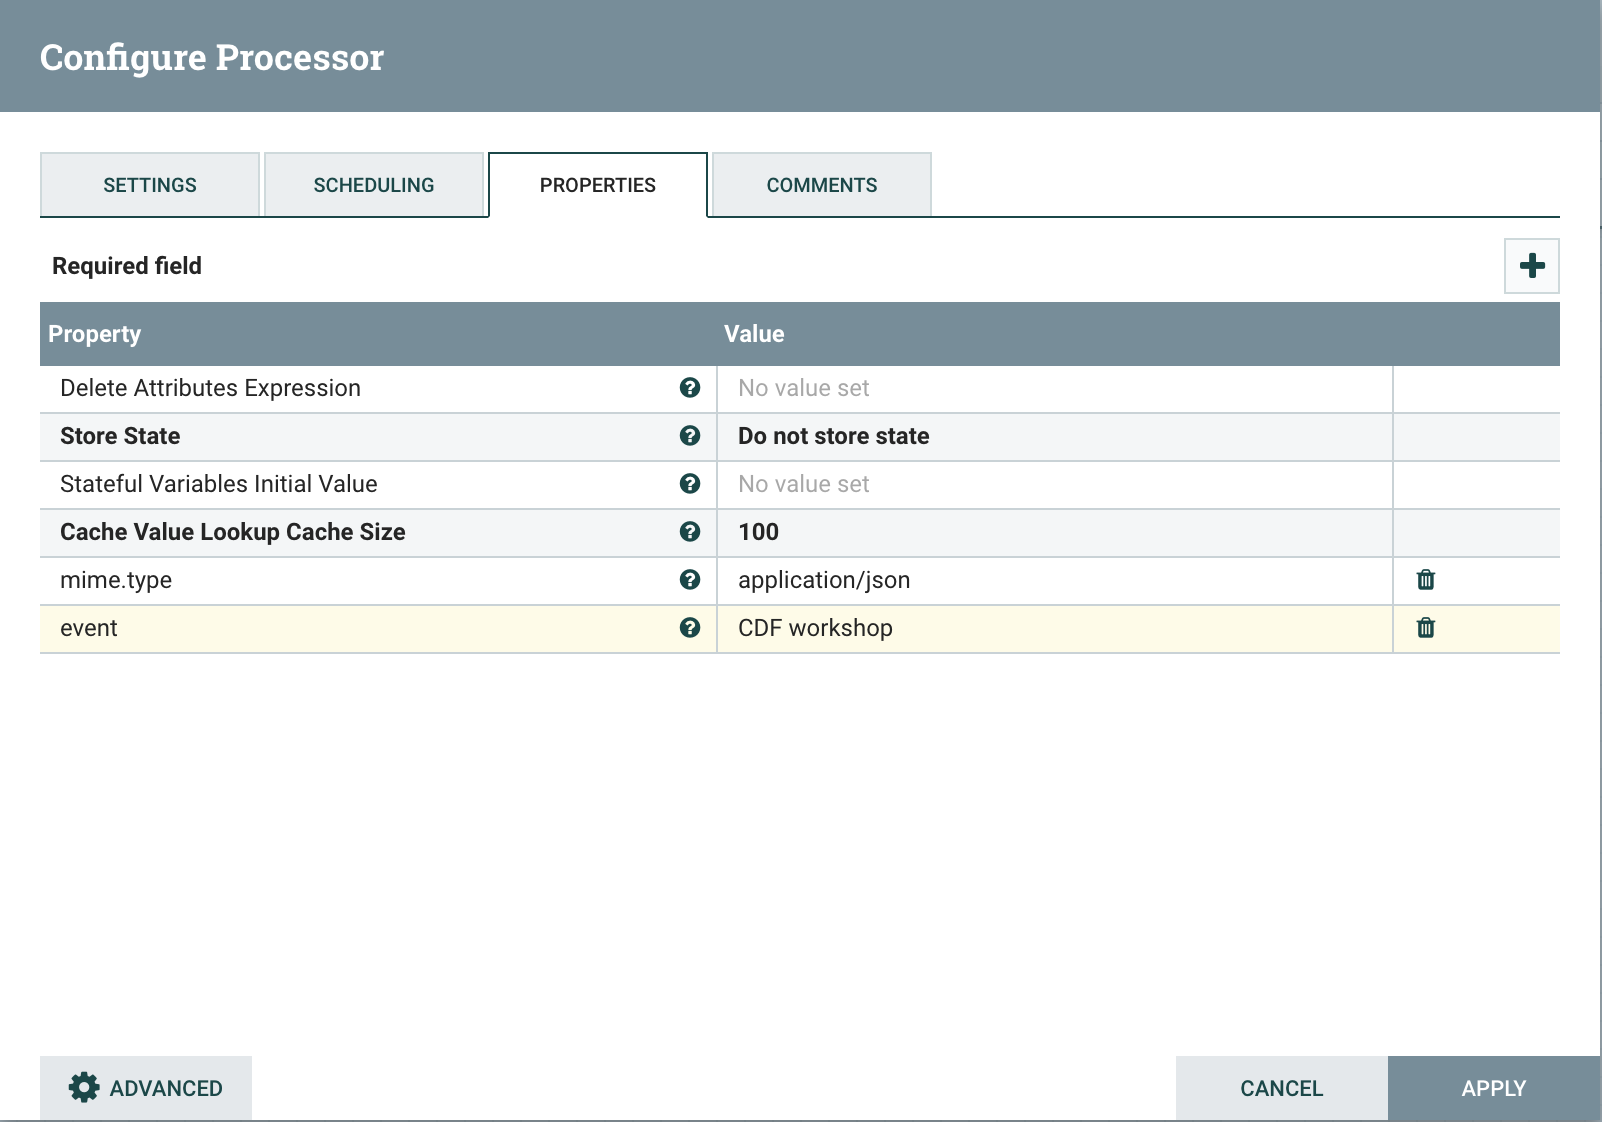 Configure Processor
SETTINGS
SCHEDULING
PROPERTIES
COMMENTS
Required field
Property Value
Delete Attributes Expression No value set
Store State Do not store state
Stateful Variables Initial Value No value set
Cache Value Lookup Cache Size 100
mime.type application/json
event CDF workshop
ADVANCED
CANCEL
APPLY